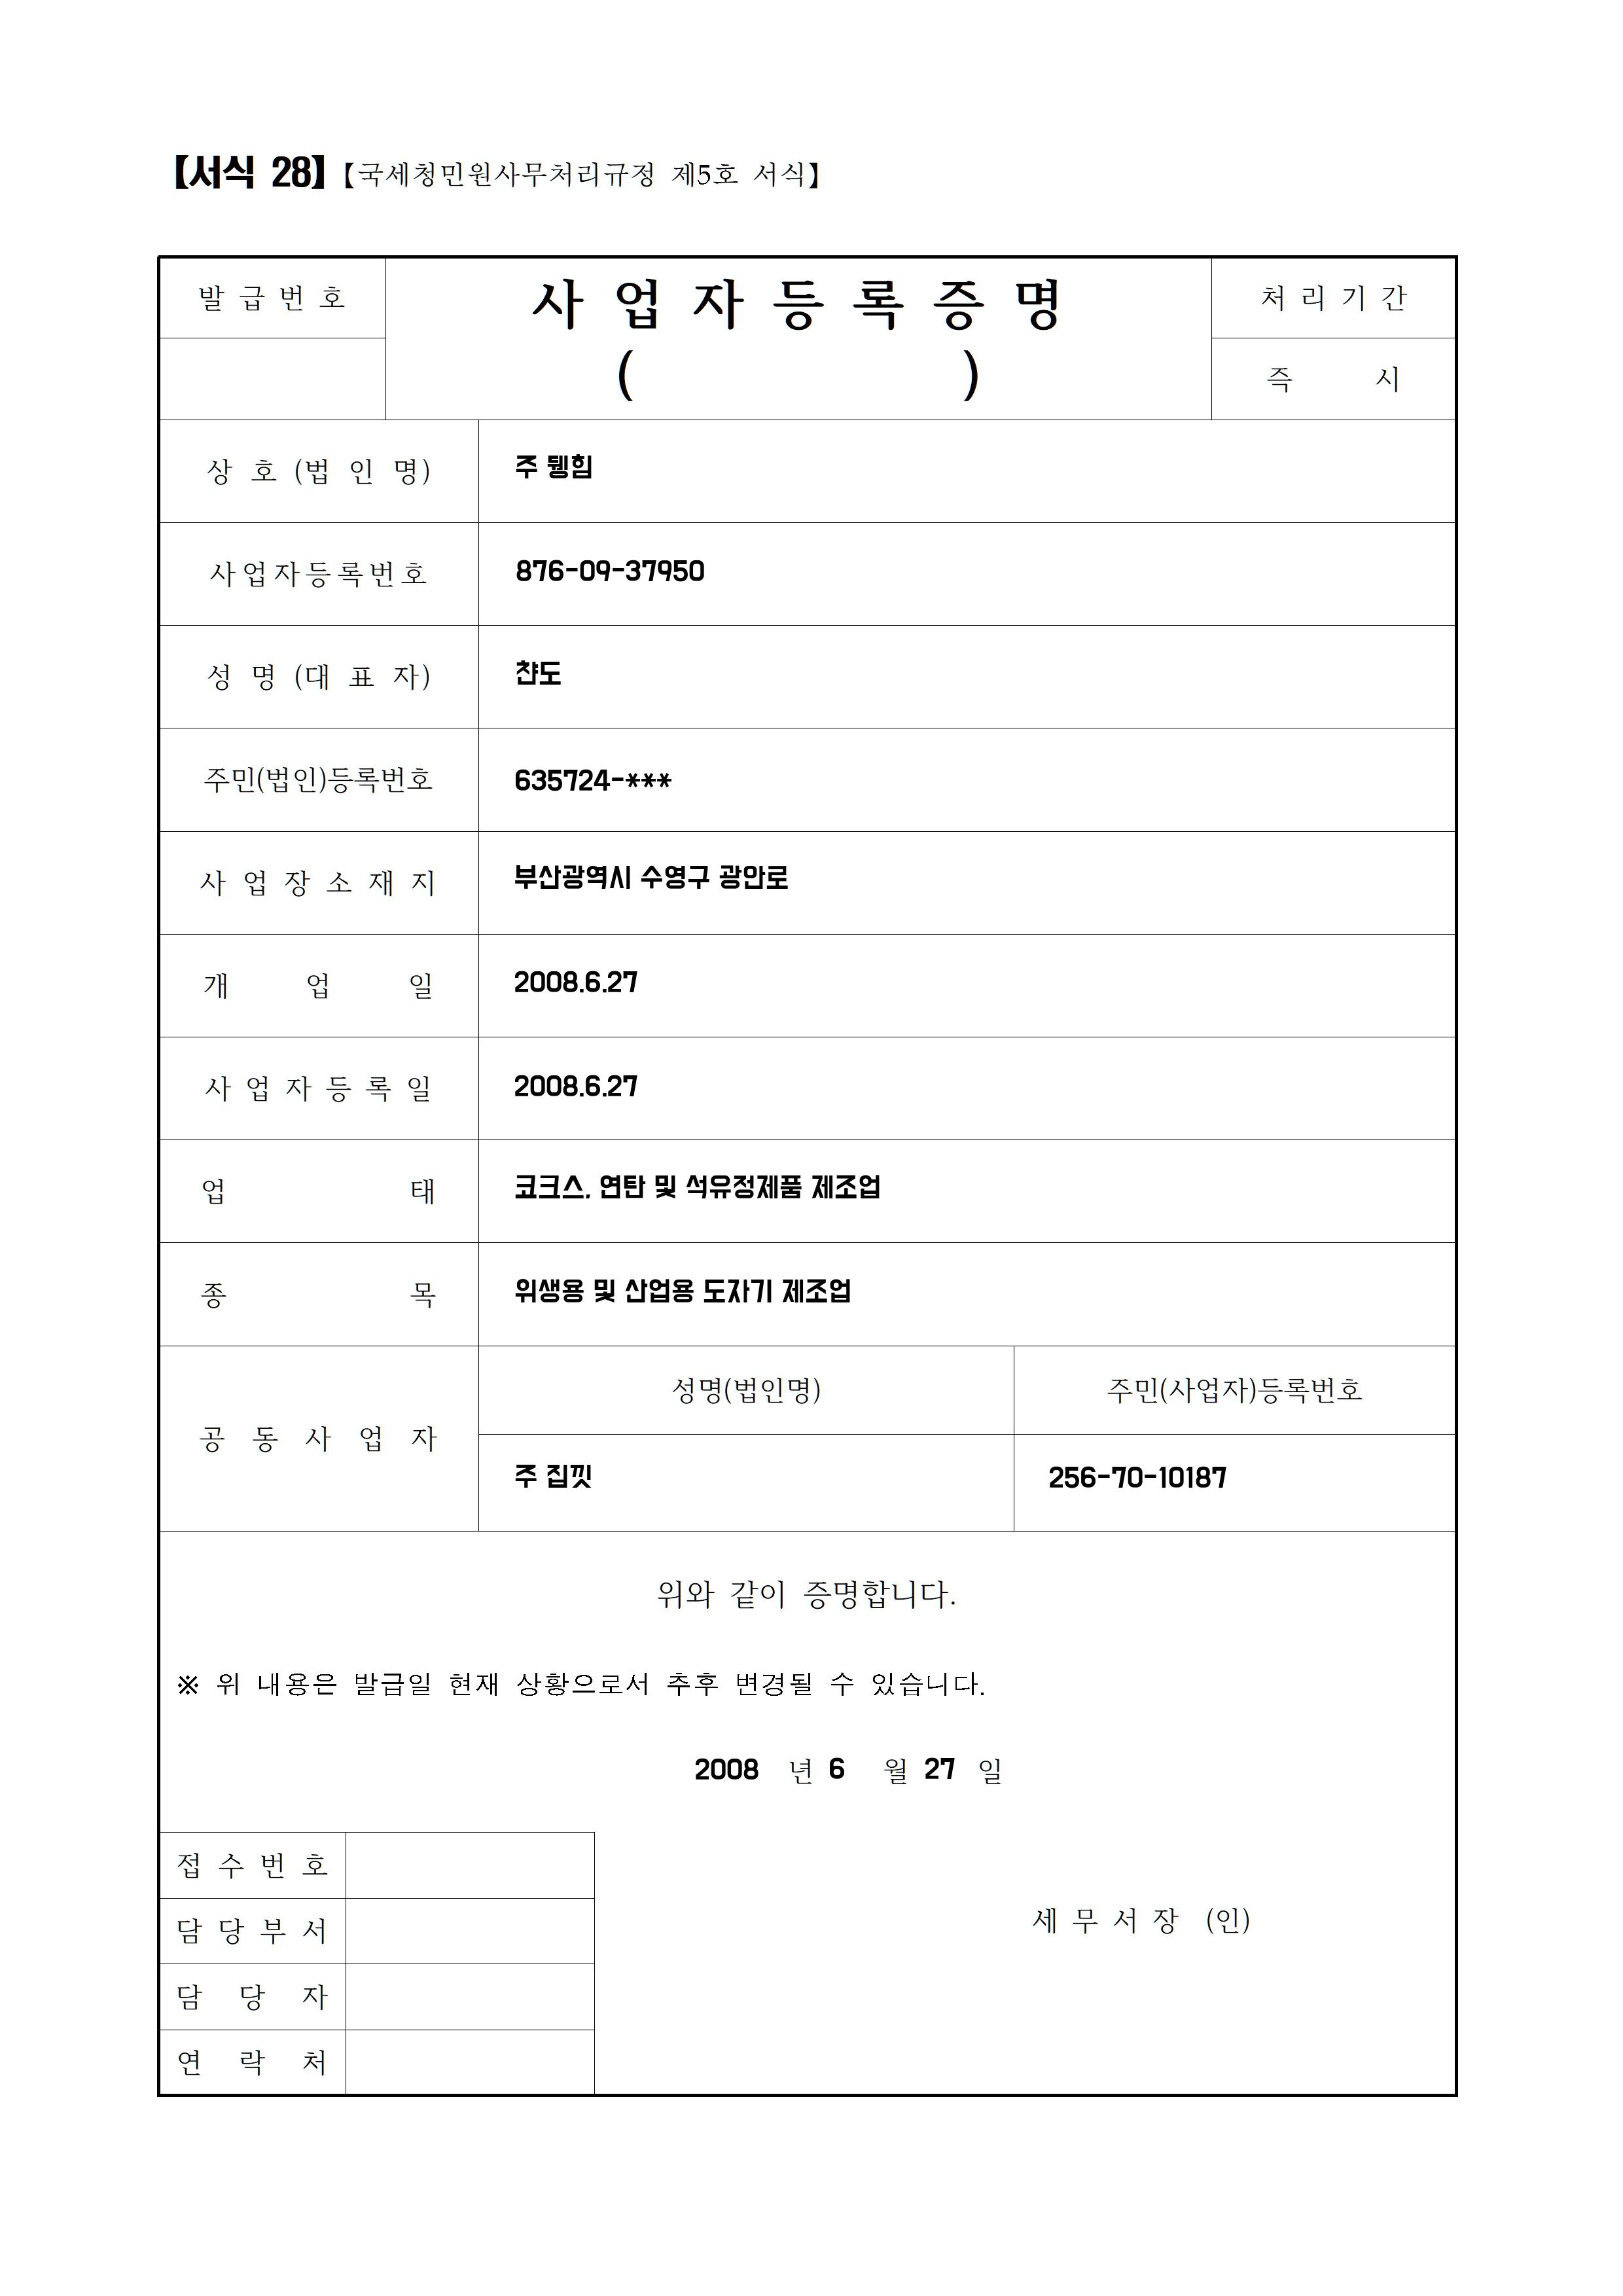 【서식 28】【국세청민원사무처리규정 제5호 서식】
발 급 번 호
사 업 자 등 록 증 명
( )
처 리 기 간
즉 시
상 호 (법 인 명) 주 퉹힘
사업자등록번호 876-09-37950
성 명 (대 표 자) 챤도
주민(법인)등록번호 635724-***
사 업 장 소 재 지 부산광역시 수영구 광안로
개 업 일 2008.6.27
사 업 자 등 록 일 2008.6.27
업 태 코크스, 연탄 및 석유정제품 제조업
종 목 위생용 및 산업용 도자기 제조업
공 동 사 업 자
성명(법인명) 주민(사업자)등록번호
주 집낏 256-70-10187
위와 같이 증명합니다.
※ 위 내용은 발급일 현재 상황으로서 추후 변경될 수 있습니다.
2008 년 6 월 27 일
접 수 번 호
담 당 부 서
세 무 서 장 (인)
담 당 자
연 락 처